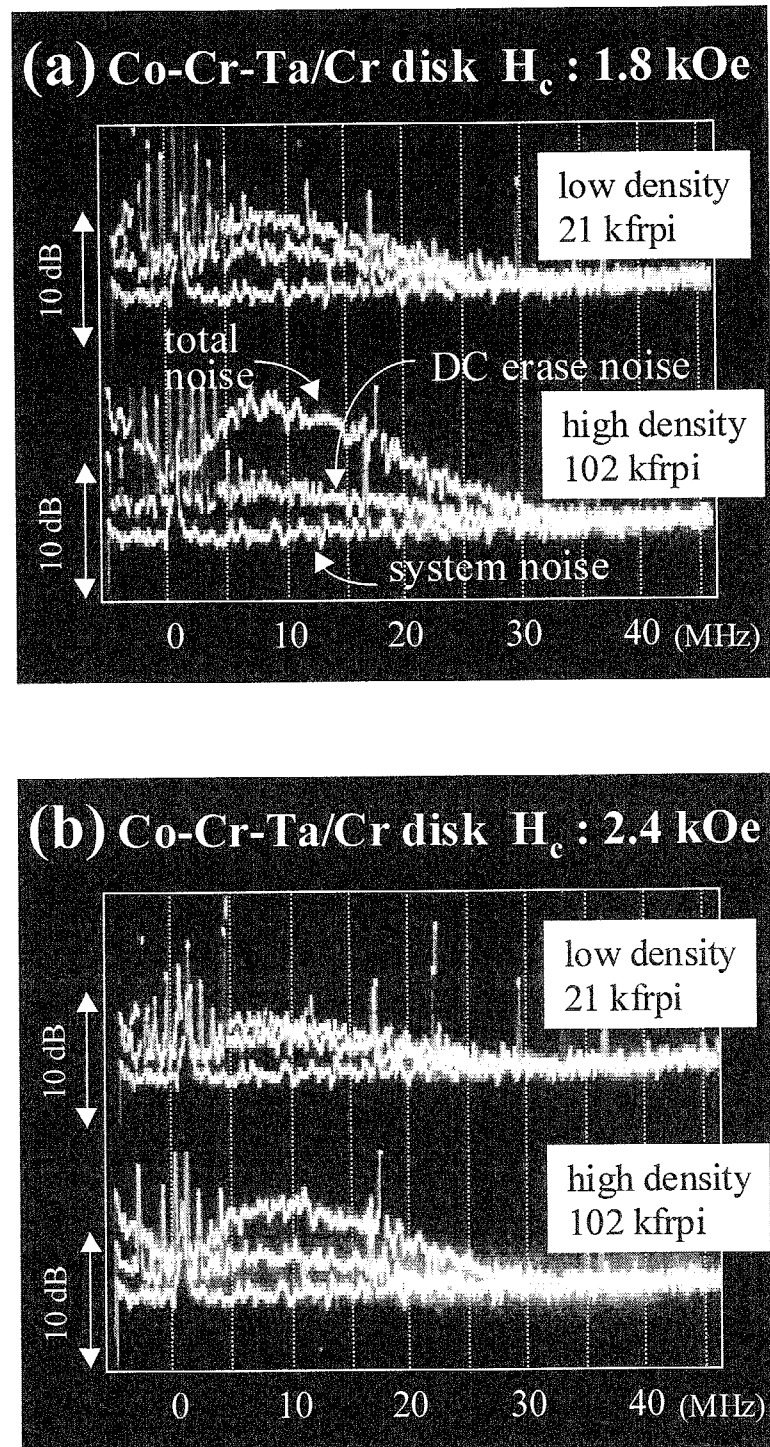 (a) Co-Cr-Ta/Cr disk Hc : 1.8 kOe
low density
21 kfrpi
10 dB
total
noise
DC erase noise
high density
102 kfrpi
10 dB
system noise
0 10 20 30 40 (MHz)
(b) Co-Cr-Ta/Cr disk Hc : 2.4 kOe
low density
21 kfrpi
10 dB
high density
102 kfrpi
10 dB
0 10 20 30 40 (MHz)